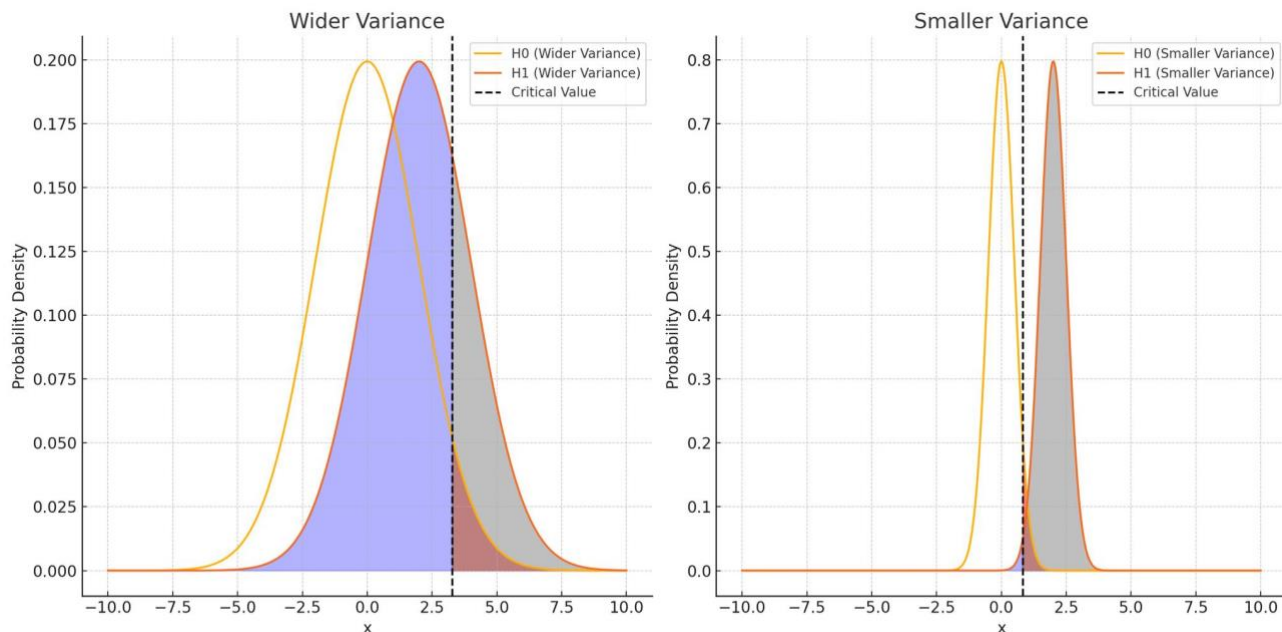 Wider Variance
H0 (Wider Variance)
H1 (Wider Variance)
Critical Value
Probability Density
0.200
0.175
0.150
0.125
0.100
0.075
0.050
0.025
0.000
−10.0 −7.5 −5.0 −2.5 0.0 2.5 5.0 7.5 10.0
x
Smaller Variance
H0 (Smaller Variance)
H1 (Smaller Variance)
Critical Value
Probability Density
0.8
0.7
0.6
0.5
0.4
0.3
0.2
0.1
0.0
−10.0 −7.5 −5.0 −2.5 0.0 2.5 5.0 7.5 10.0
x